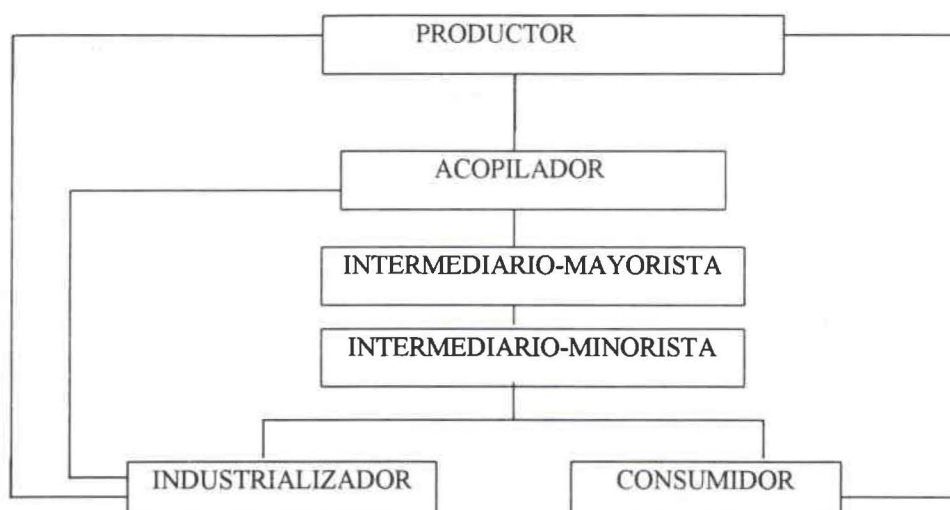 PRODUCTOR
ACOPILADOR
INTERMEDIARIO-MAYORISTA
INTERMEDIARIO-MINORISTA
INDUSTRIALIZADOR
CONSUMIDOR